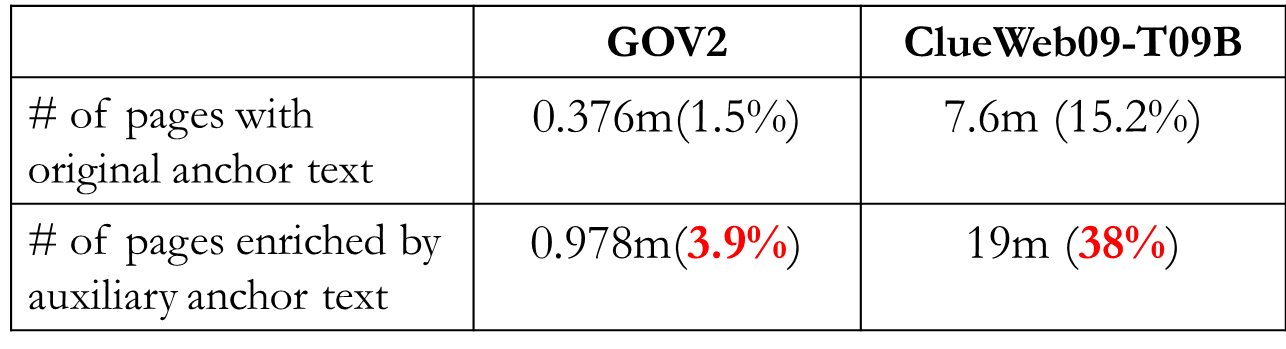 GOV2 ClueWeb09-T09B
# of pages with
original anchor text
0.376m(1.5%) 7.6m (15.2%)
# of pages enriched by
auxiliary anchor text
0.978m(3.9%) 19m (38%)